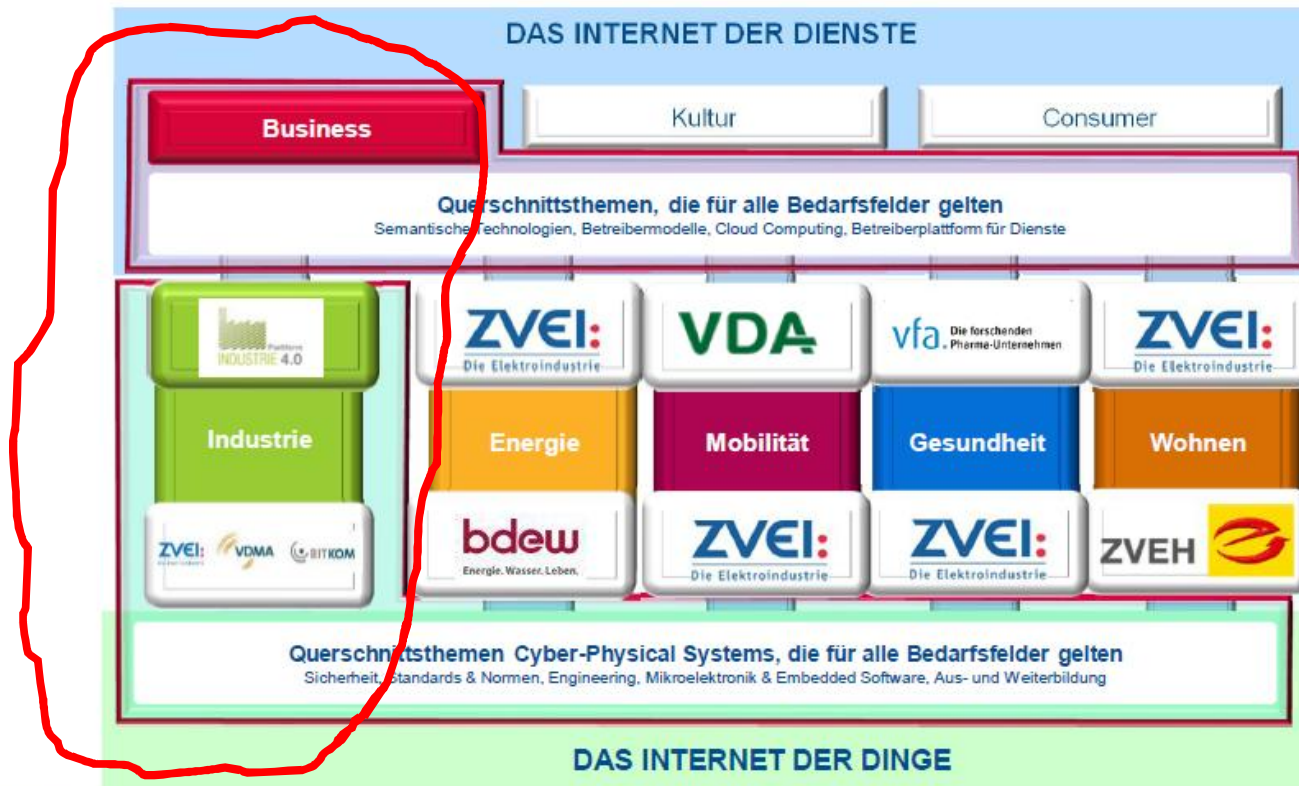 DAS INTERNET DER DIENSTE
Business
Kultur
Consumer
Querschnittsthemen, die für alle Bedarfsfelder gelten
Semantische Technologien, Betreibermodelle, Cloud Computing, Betreiberplattform für Dienste
Plattform
INDUSTRIE 4.0
ZVEI:
Die Elektroindustrie
VDA
vfa. Die forschenden
Pharma-Unternehmen
ZVEI:
Die Elektroindustrie
Industrie
Energie
Mobilität
Gesundheit
Wohnen
ZVEI:
VDMA
BITKOM
bdew
Energie. Wasser. Leben.
ZVEI:
Die Elektroindustrie
ZVEI:
Die Elektroindustrie
ZVEH
Querschnittsthemen Cyber-Physical Systems, die für alle Bedarfsfelder gelten
Sicherheit, Standards & Normen, Engineering, Mikroelektronik & Embedded Software, Aus- und Weiterbildung
DAS INTERNET DER DINGE